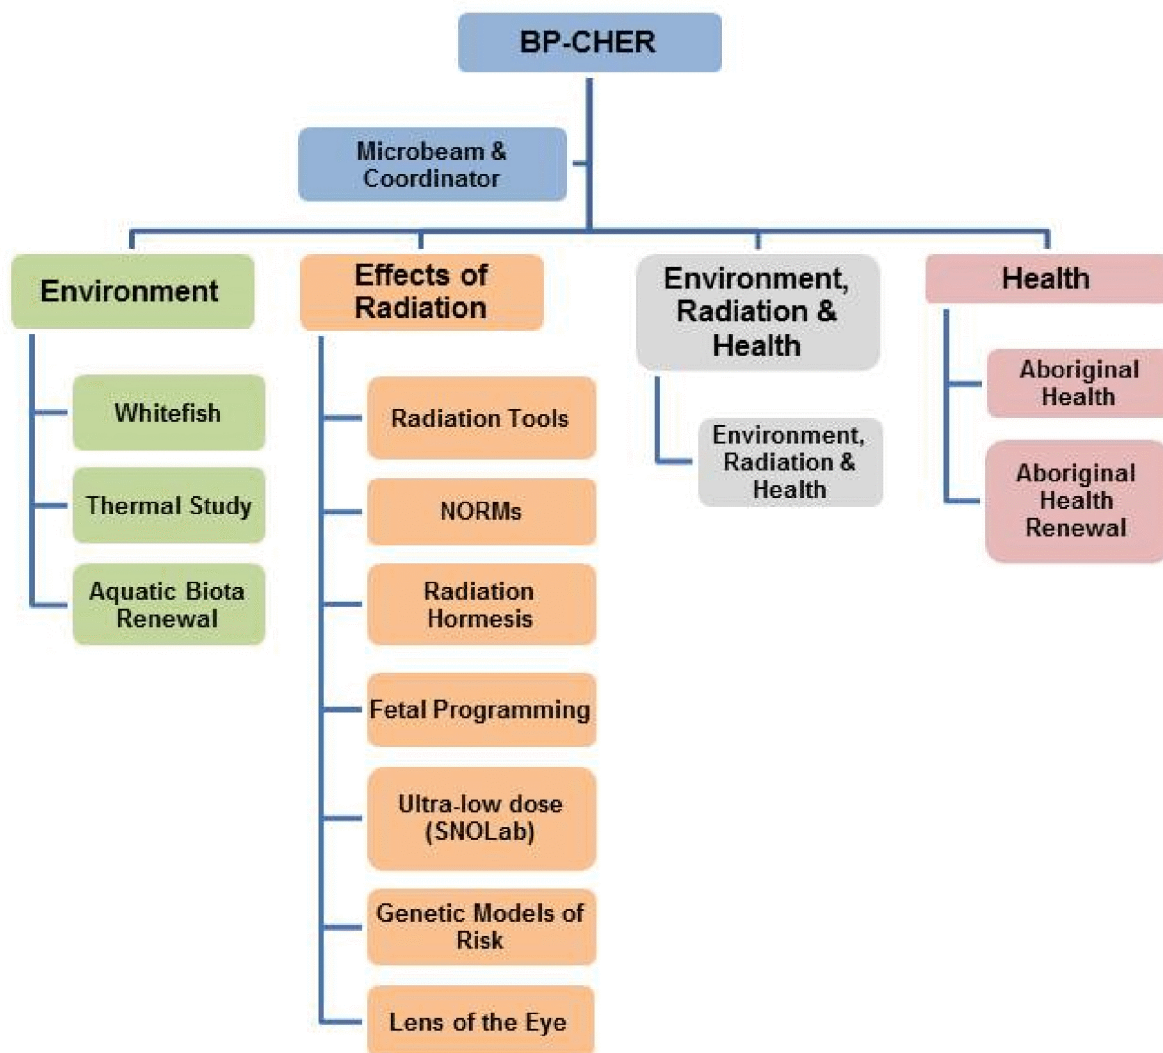 BP-CHER
Microbeam &
Coordinator
Environment
Whitefish
Thermal Study
Aquatic Biota
Renewal
Effects of
Radiation
Radiation Tools
NORMs
Radiation
Hormesis
Fetal Programming
Ultra-low dose
(SNOLab)
Genetic Models of
Risk
Lens of the Eye
Environment,
Radiation &
Health
Environment,
Radiation &
Health
Health
Aboriginal
Health
Aboriginal
Health
Renewal